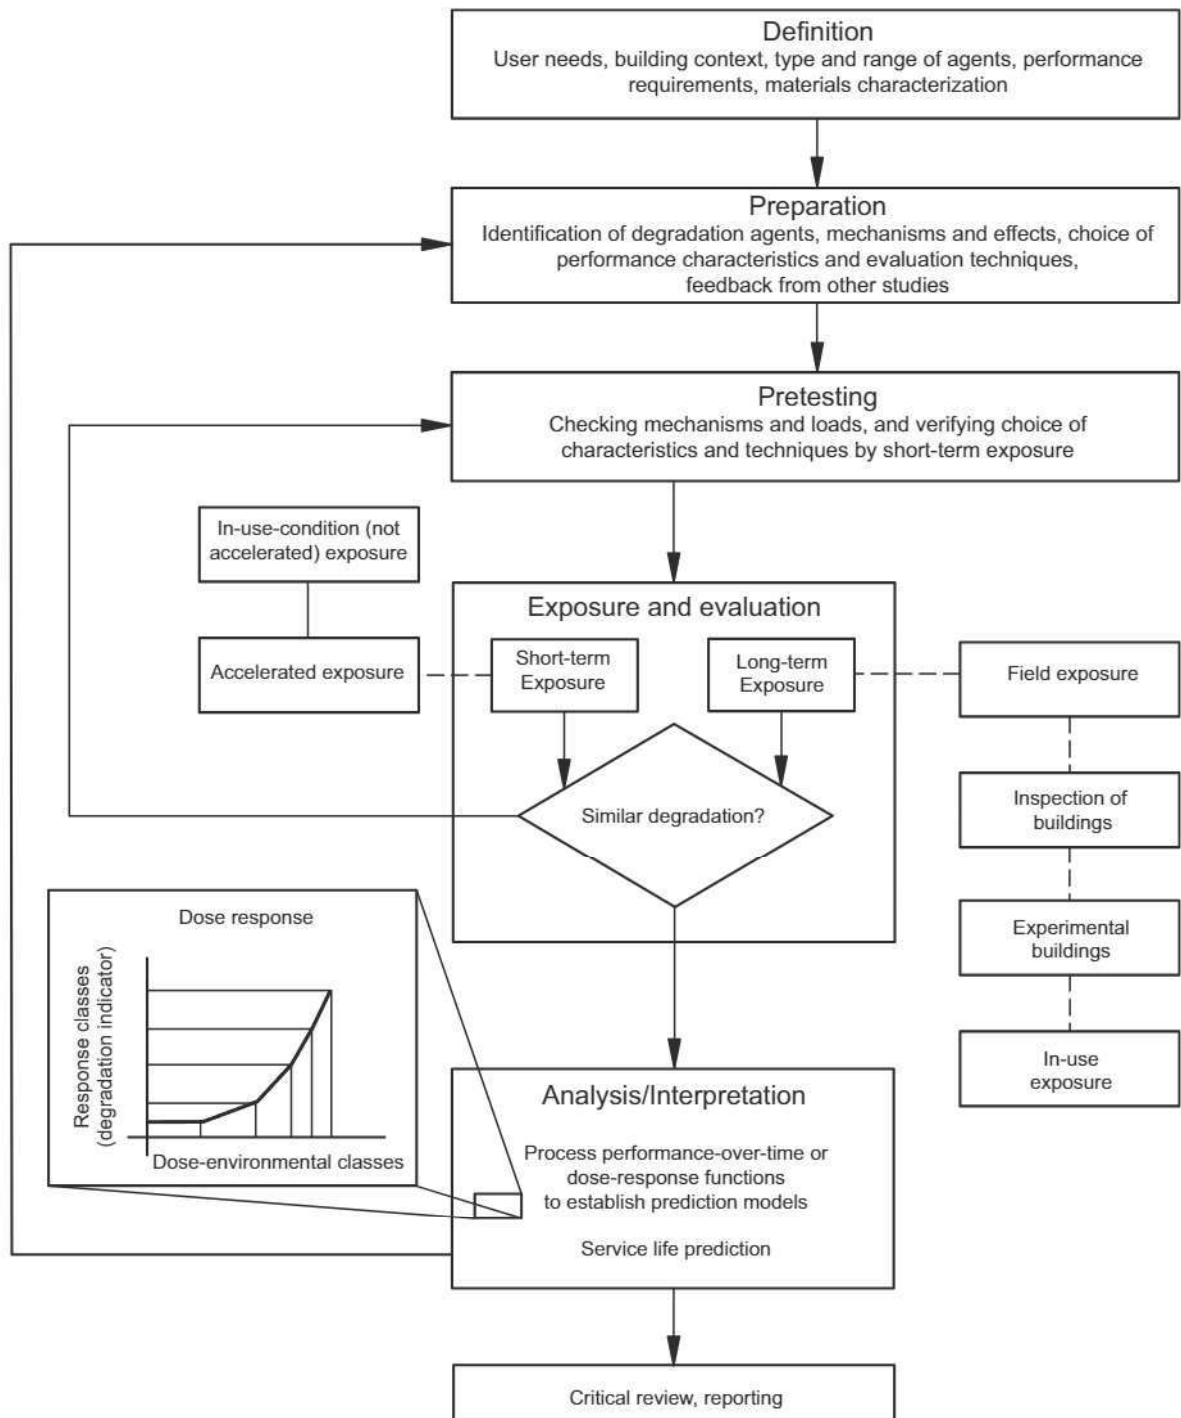 Definition
User needs, building context, type and range of agents, performance
requirements, materials characterization
Preparation
Identification of degradation agents, mechanisms and effects, choice of
performance characteristics and evaluation techniques,
feedback from other studies
Pretesting
Checking mechanisms and loads, and verifying choice of
characteristics and techniques by short-term exposure
In-use-condition (not
accelerated) exposure
Accelerated exposure
Exposure and evaluation
Short-term
Exposure
Long-term
Exposure
Similar degradation?
Field exposure
Inspection of
buildings
Experimental
buildings
In-use
exposure
Dose response
Response classes
(degradation indicator)
Dose-environmental classes
Analysis/Interpretation
Process performance-over-time or
dose-response functions
to establish prediction models
Service life prediction
Critical review, reporting